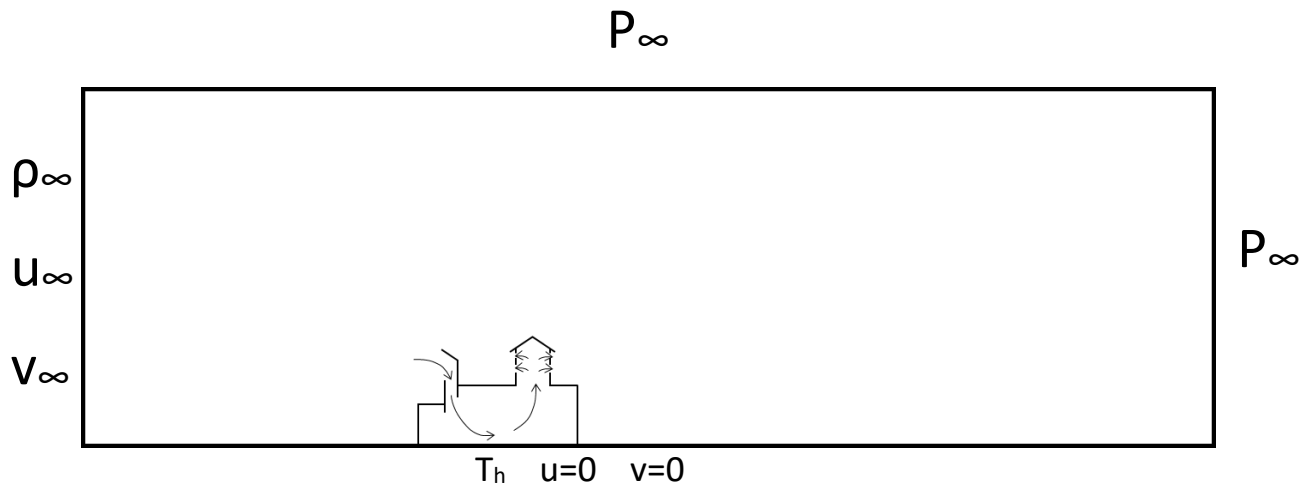 P∞
ρ∞
u∞
P∞
v∞
Th u=0 v=0